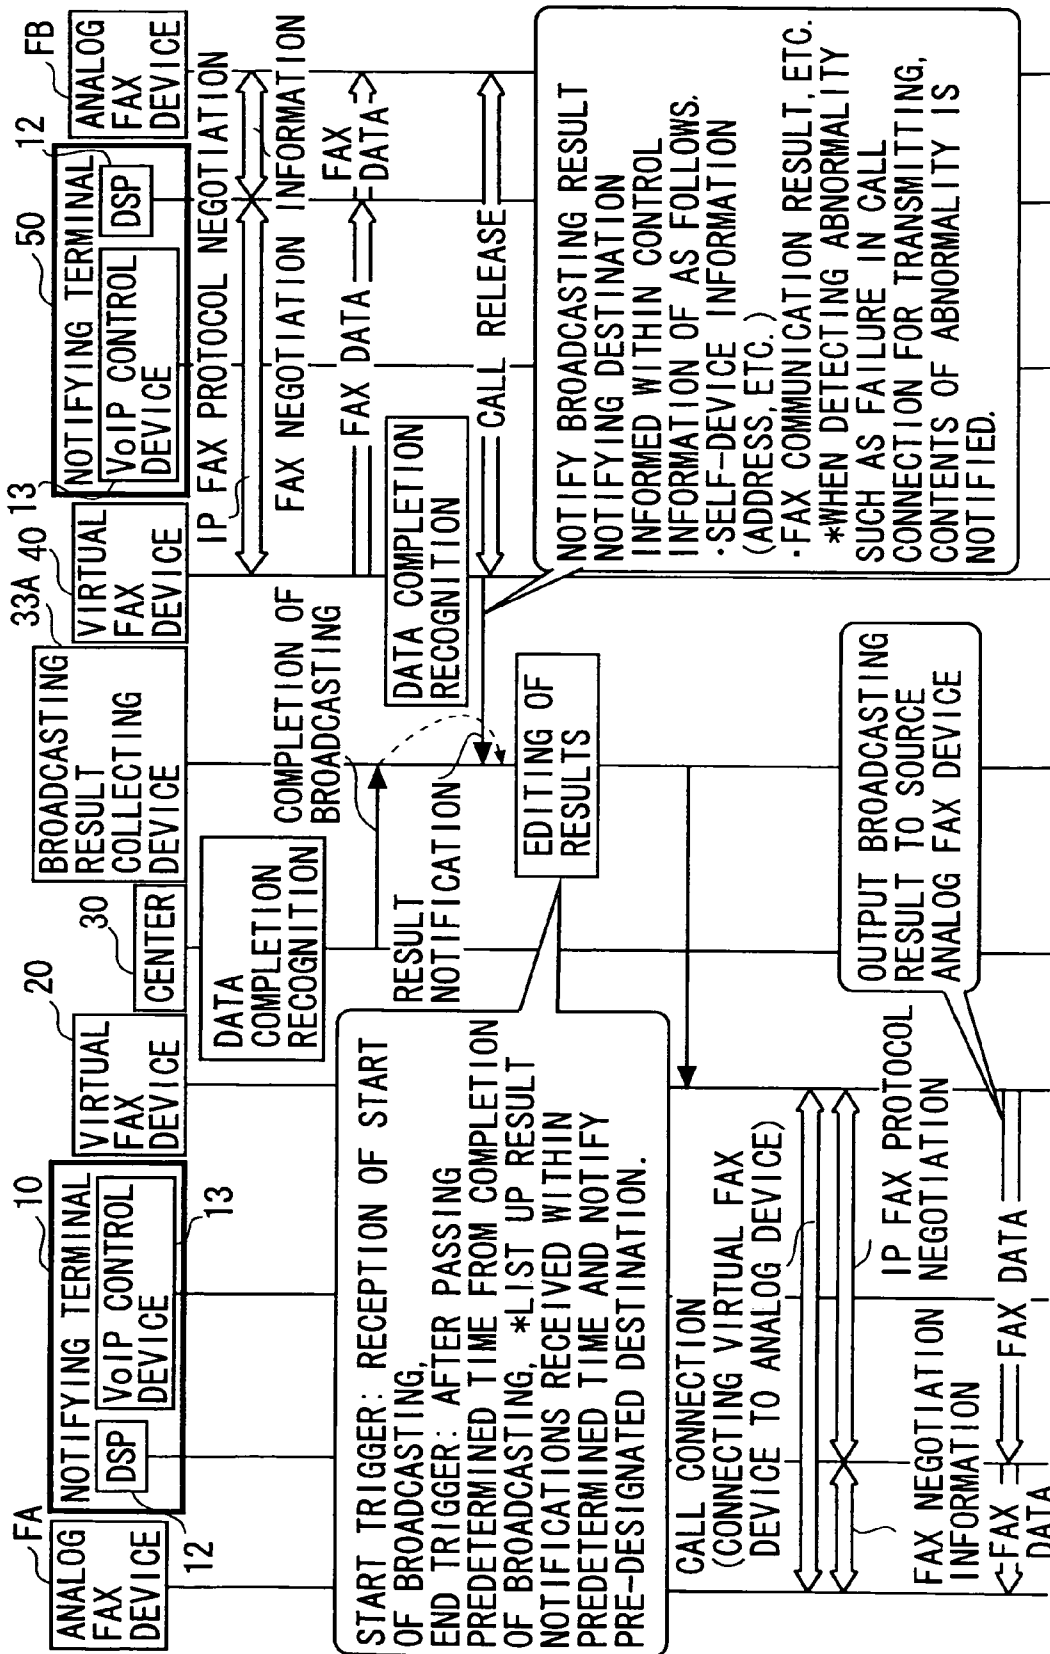 FA
10
20
30
33A
40
13
50
12
FB
ANALOG
FAX
DEVICE
NOTIFYING TERMINAL
DSP
VoIP CONTROL
DEVICE
12
13
VIRTUAL
FAX
DEVICE
CENTER
BROADCASTING
RESULT
COLLECTING
DEVICE
VIRTUAL
FAX
DEVICE
NOTIFYING TERMINAL
VoIP CONTROL
DEVICE
DSP
ANALOG
FAX
DEVICE
IP FAX PROTOCOL NEGOTIATION
FAX NEGOTIATION INFORMATION
DATA
COMPLETION
RECOGNITION
COMPLETION OF
BROADCASTING
FAX DATA
FAX
DATA
DATA COMPLETION
RECOGNITION
RESULT
NOTIFICATION
CALL RELEASE
START TRIGGER: RECEPTION OF START
OF BROADCASTING,
END TRIGGER: AFTER PASSING
PREDETERMINED TIME FROM COMPLETION
OF BROADCASTING, *LIST UP RESULT
NOTIFICATIONS RECEIVED WITHIN
PREDETERMINED TIME AND NOTIFY
PRE-DESIGNATED DESTINATION.
EDITING OF
RESULTS
NOTIFY BROADCASTING RESULT
NOTIFYING DESTINATION
INFORMED WITHIN CONTROL
INFORMATION OF AS FOLLOWS.
·SELF-DEVICE INFORMATION
(ADDRESS, ETC.)
·FAX COMMUNICATION RESULT, ETC.
*WHEN DETECTING ABNORMALITY
SUCH AS FAILURE IN CALL
CONNECTION FOR TRANSMITTING,
CONTENTS OF ABNORMALITY IS
NOTIFIED.
CALL CONNECTION
(CONNECTING VIRTUAL FAX
DEVICE TO ANALOG DEVICE)
IP FAX PROTOCOL
NEGOTIATION
OUTPUT BROADCASTING
RESULT TO SOURCE
ANALOG FAX DEVICE
FAX NEGOTIATION
INFORMATION
FAX
DATA
FAX DATA